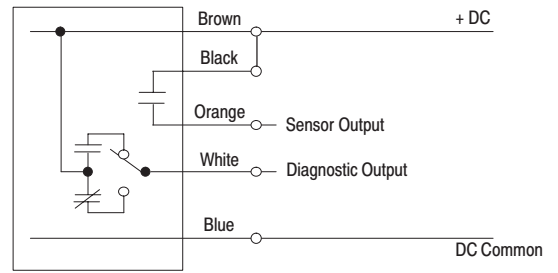 Brown
+ DC
Black
Orange
Sensor Output
White
Diagnostic Output
Blue
DC Common